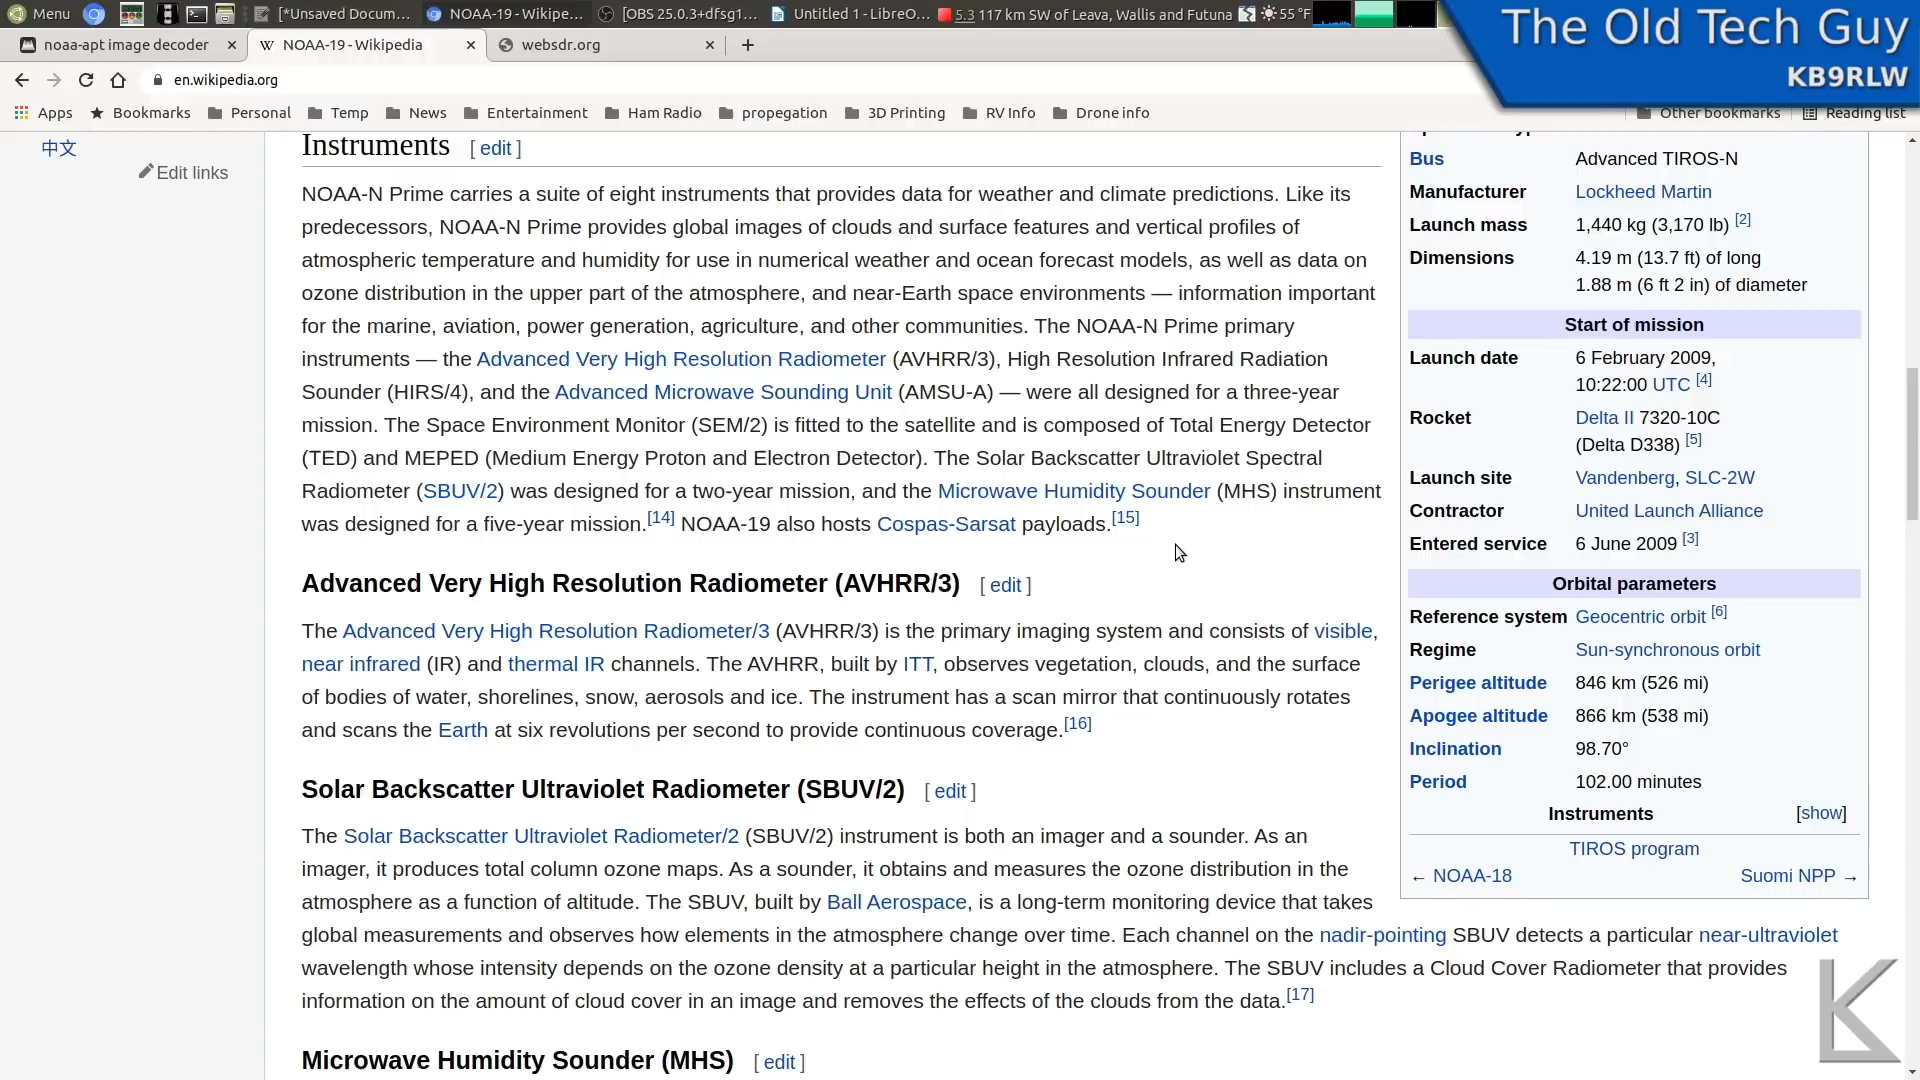 Menu [*Unsaved Docum... NOAA-19 - Wikipe... [OBS 25.0.3+dfsg1... Untitled 1 - LibreO... 5.3 117 km SW of Leava, Wallis and Futuna 55 °F
The Old Tech Guy
KB9RLW
noaa-apt image decoder × NOAA-19 - Wikipedia × websdr.org × +
en.wikipedia.org
Apps Bookmarks Personal Temp News Entertainment Ham Radio propegation 3D Printing RV Info Drone info Other bookmarks Reading list
中文
Edit links
Instruments [ edit ]
NOAA-N Prime carries a suite of eight instruments that provides data for weather and climate predictions. Like its
predecessors, NOAA-N Prime provides global images of clouds and surface features and vertical profiles of
atmospheric temperature and humidity for use in numerical weather and ocean forecast models, as well as data on
ozone distribution in the upper part of the atmosphere, and near-Earth space environments — information important
for the marine, aviation, power generation, agriculture, and other communities. The NOAA-N Prime primary
instruments — the Advanced Very High Resolution Radiometer (AVHRR/3), High Resolution Infrared Radiation
Sounder (HIRS/4), and the Advanced Microwave Sounding Unit (AMSU-A) — were all designed for a three-year
mission. The Space Environment Monitor (SEM/2) is fitted to the satellite and is composed of Total Energy Detector
(TED) and MEPED (Medium Energy Proton and Electron Detector). The Solar Backscatter Ultraviolet Spectral
Radiometer (SBUV/2) was designed for a two-year mission, and the Microwave Humidity Sounder (MHS) instrument
was designed for a five-year mission.[14] NOAA-19 also hosts Cospas-Sarsat payloads.[15]
Advanced Very High Resolution Radiometer (AVHRR/3) [ edit ]
The Advanced Very High Resolution Radiometer/3 (AVHRR/3) is the primary imaging system and consists of visible,
near infrared (IR) and thermal IR channels. The AVHRR, built by ITT, observes vegetation, clouds, and the surface
of bodies of water, shorelines, snow, aerosols and ice. The instrument has a scan mirror that continuously rotates
and scans the Earth at six revolutions per second to provide continuous coverage.[16]
Solar Backscatter Ultraviolet Radiometer (SBUV/2) [ edit ]
The Solar Backscatter Ultraviolet Radiometer/2 (SBUV/2) instrument is both an imager and a sounder. As an
imager, it produces total column ozone maps. As a sounder, it obtains and measures the ozone distribution in the
atmosphere as a function of altitude. The SBUV, built by Ball Aerospace, is a long-term monitoring device that takes
global measurements and observes how elements in the atmosphere change over time. Each channel on the nadir-pointing SBUV detects a particular near-ultraviolet
wavelength whose intensity depends on the ozone density at a particular height in the atmosphere. The SBUV includes a Cloud Cover Radiometer that provides
information on the amount of cloud cover in an image and removes the effects of the clouds from the data.[17]
Microwave Humidity Sounder (MHS) [ edit ]
Bus Advanced TIROS-N
Manufacturer Lockheed Martin
Launch mass 1,440 kg (3,170 lb) [2]
Dimensions 4.19 m (13.7 ft) of long
1.88 m (6 ft 2 in) of diameter
Start of mission
Launch date 6 February 2009,
10:22:00 UTC [4]
Rocket Delta II 7320-10C
(Delta D338) [5]
Launch site Vandenberg, SLC-2W
Contractor United Launch Alliance
Entered service 6 June 2009 [3]
Orbital parameters
Reference system Geocentric orbit [6]
Regime Sun-synchronous orbit
Perigee altitude 846 km (526 mi)
Apogee altitude 866 km (538 mi)
Inclination 98.70°
Period 102.00 minutes
Instruments [show]
TIROS program
← NOAA-18 Suomi NPP →
K